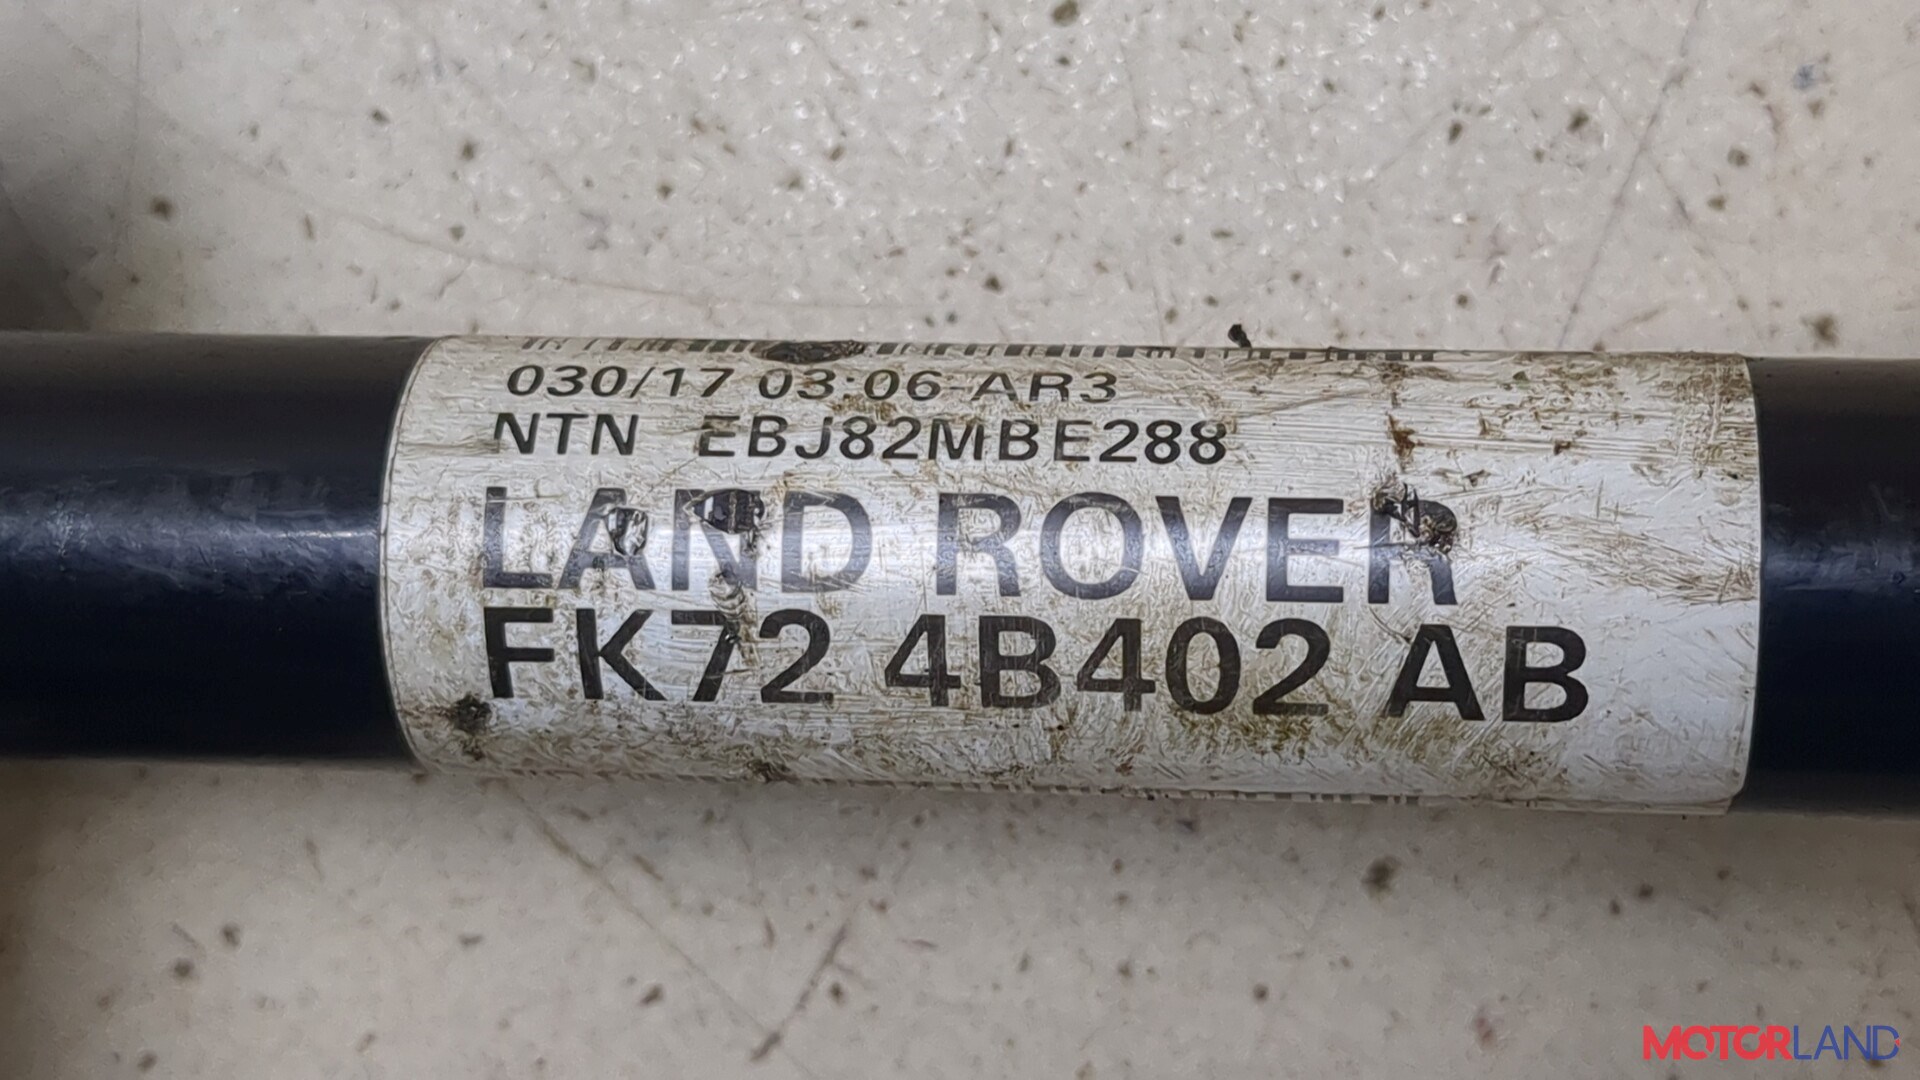 030/17 03:06-AR3
NTN EBJ82MBE288
LAND ROVER
FK72 4B402 AB
MOTORLAND